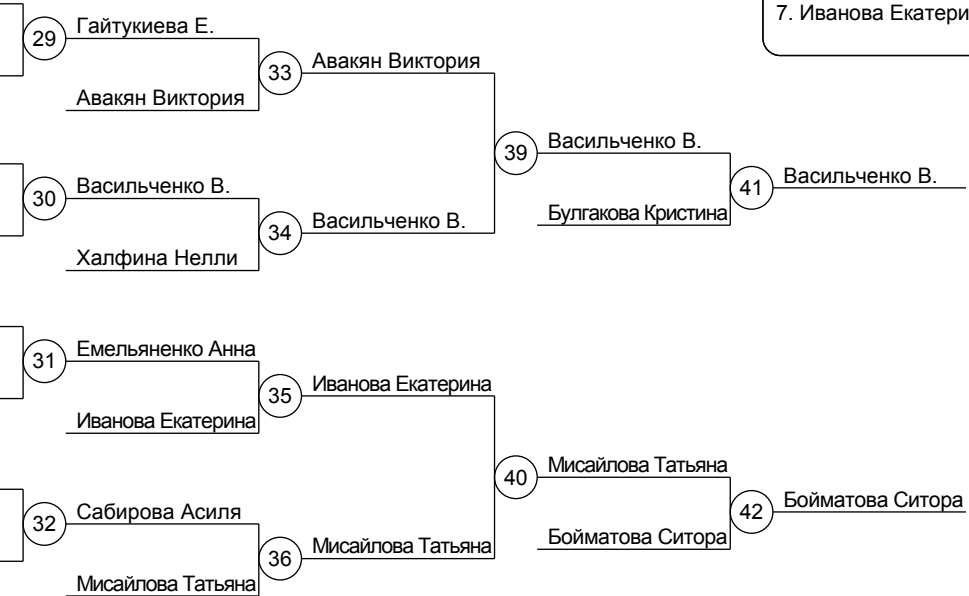 7. Иванова Екатери
29
Гайтукиева Е.
33
Авакян Виктория
Авакян Виктория
39
Васильченко В.
41
Васильченко В.
30
Васильченко В.
34
Васильченко В.
Булгакова Кристина
Халфина Нелли
31
Емельяненко Анна
35
Иванова Екатерина
Иванова Екатерина
40
Мисайлова Татьяна
42
Бойматова Ситора
32
Сабирова Асиля
36
Мисайлова Татьяна
Бойматова Ситора
Мисайлова Татьяна